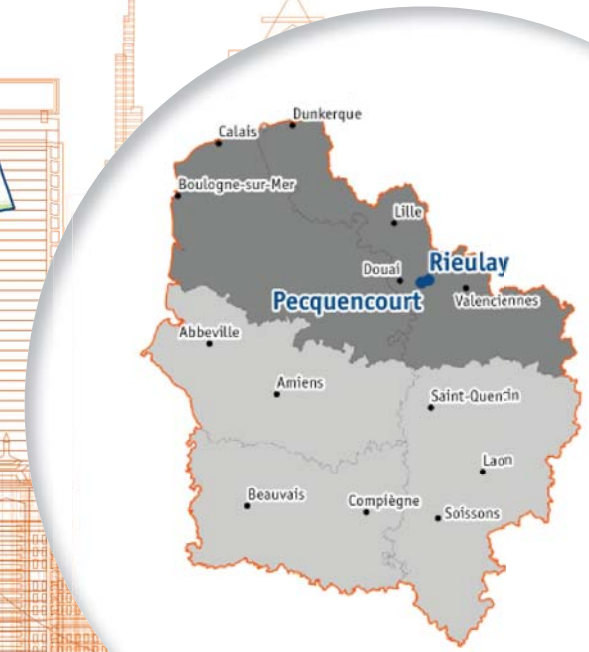 Dunkerque
Calais
Boulogne-sur-Mer
Lille
Douai
Rieulay
Pecquencourt
Valenciennes
Abbeville
Amiens
Saint-Quentin
Laon
Beauvais
Compiègne
Soissons